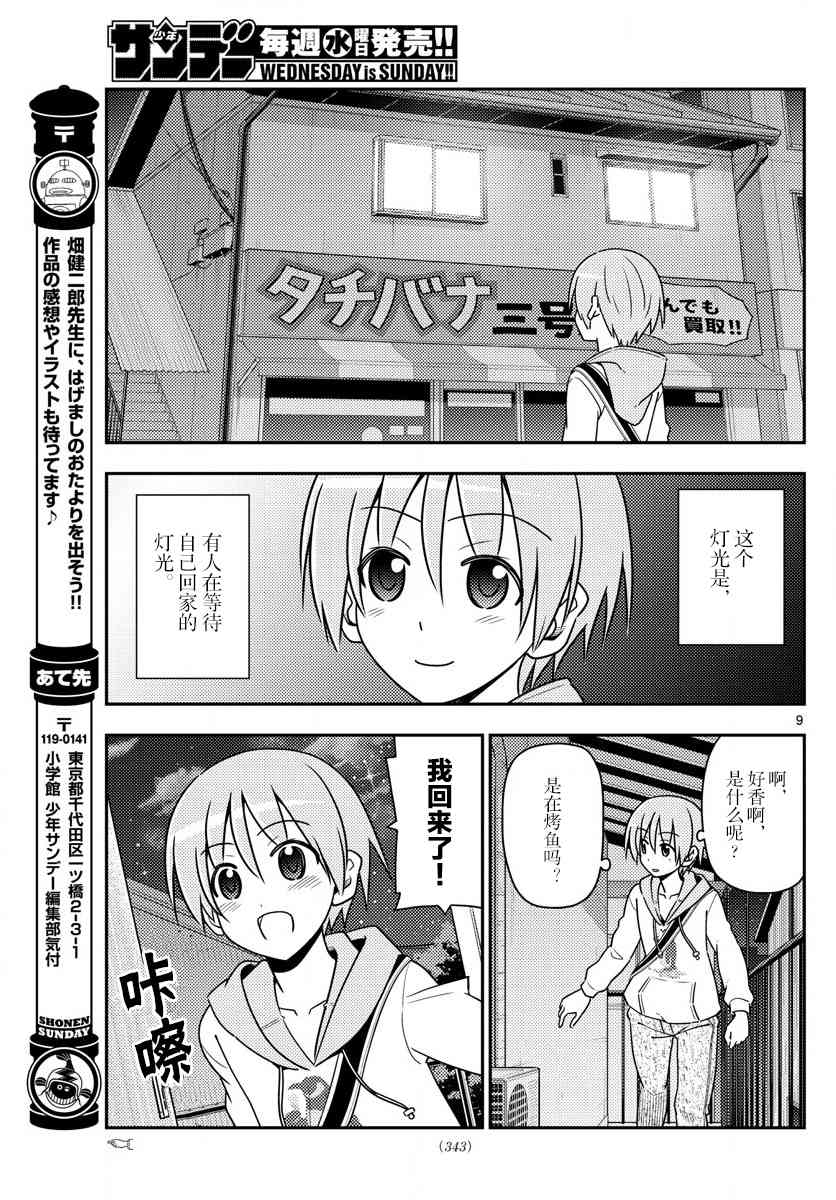 少年サンデー
毎週水曜日発売!!
WEDNESDAY is SUNDAY!!
タチバナ
三号
んでも
買取!!
这个
灯光是,
有人在等待
自己回家的
灯光。
9
啊,
好香啊,
是什么呢?
是在烤鱼吗?
我回来了!
咔嚓
〒
畑健二郎先生に、はげましのおたよりを出そう!!
作品の感想やイラストも待ってます♪
あて先
〒
119-0141
東京都千代田区一ツ橋2-3-1
小学館 少年サンデー編集部気付
SHONEN
SUNDAY
(343)